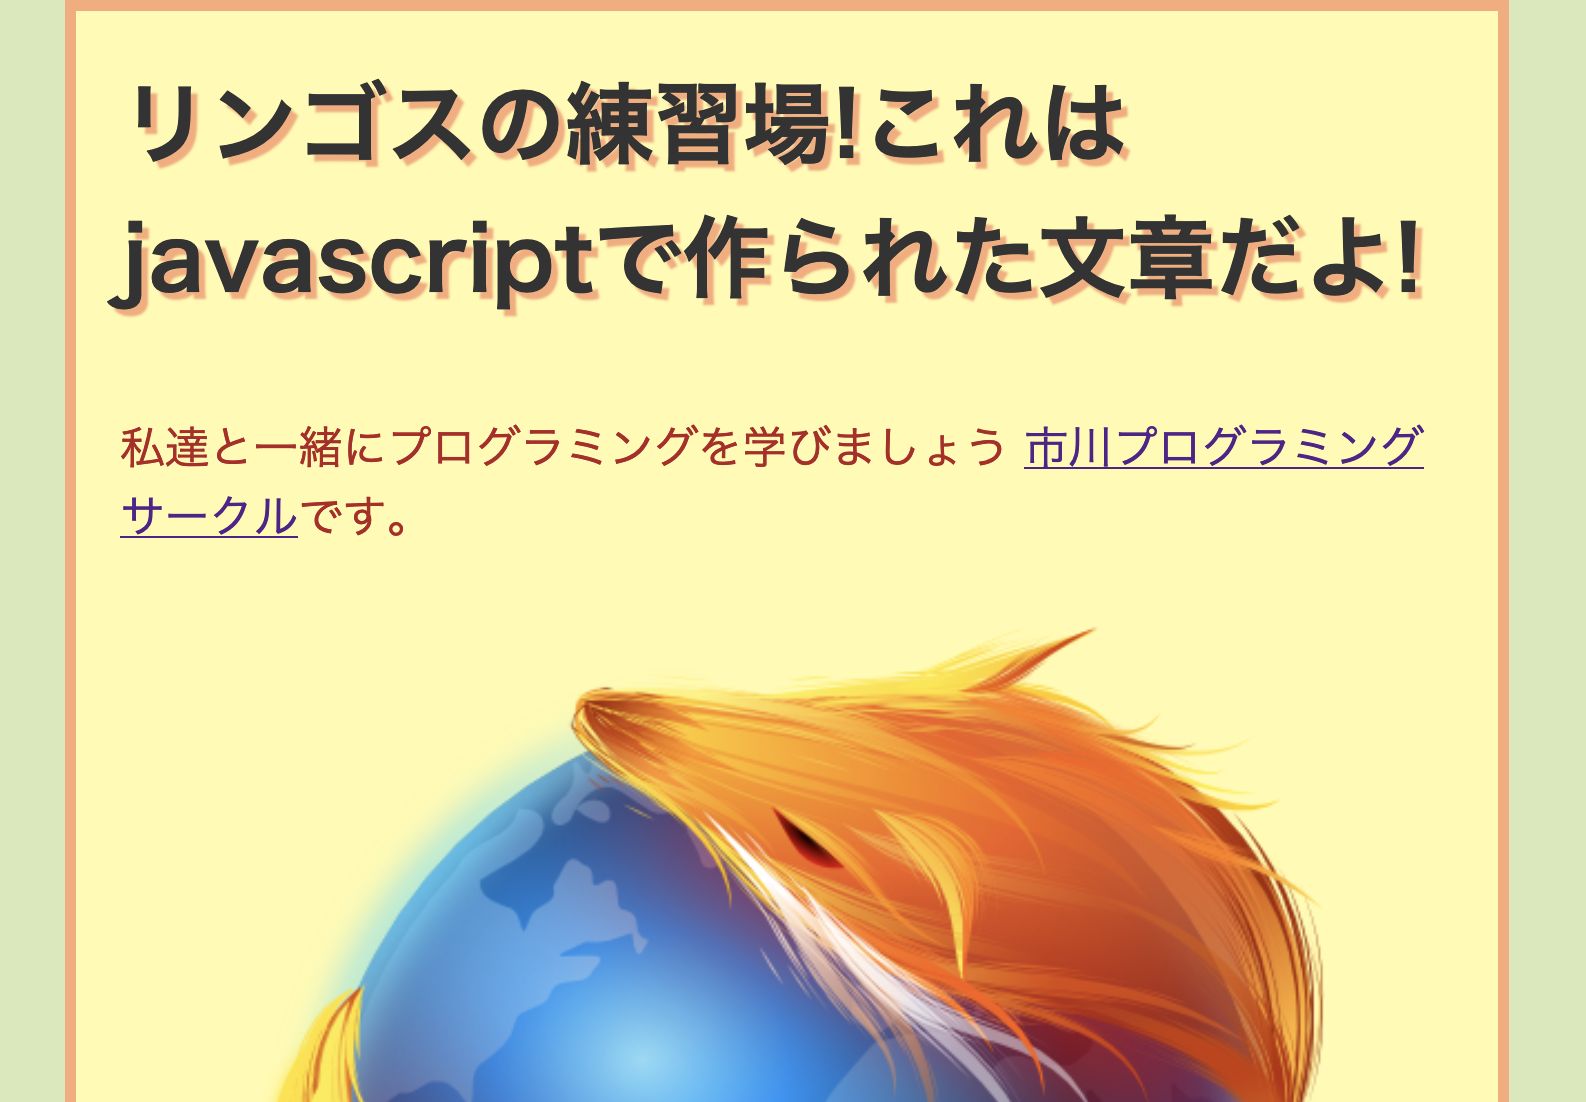 リンゴスの練習場!これは
javascriptで作られた文章だよ!
私達と一緒にプログラミングを学びましょう 市川プログラミング
サークルです。